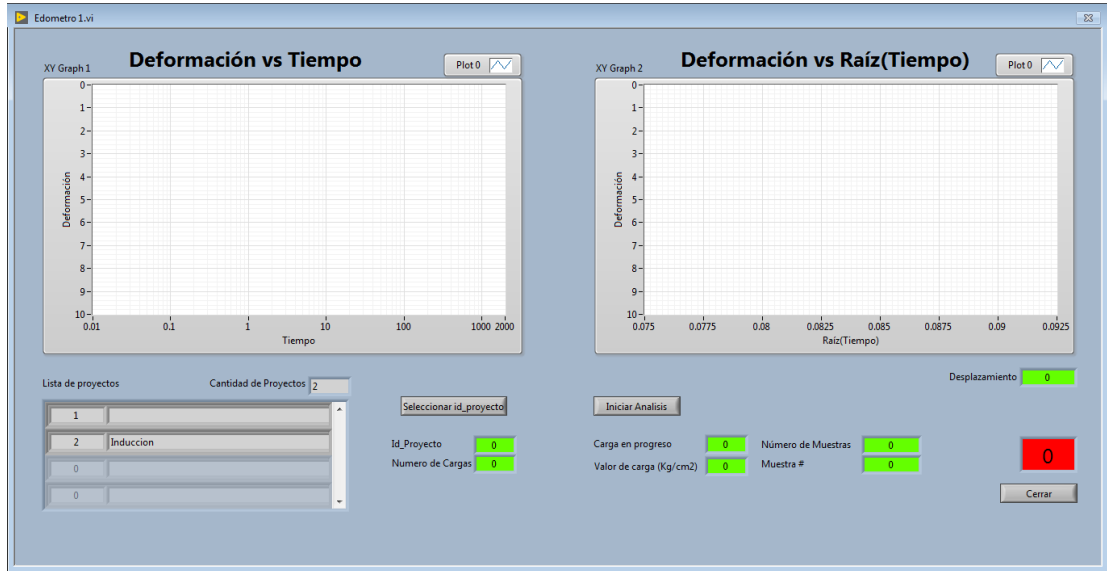 Edometro 1.vi
XY Graph 1
Deformación vs Tiempo
Plot 0
0
1
2
3
4
5
6
7
8
9
10
Deformación
0.01 0.1 1 10 100 1000 2000
Tiempo
XY Graph 2
Deformación vs Raíz(Tiempo)
Plot 0
0
1
2
3
4
5
6
7
8
9
10
Deformación
0.075 0.0775 0.08 0.0825 0.085 0.0875 0.09 0.0925
Raíz(Tiempo)
Lista de proyectos
Cantidad de Proyectos 2
1
2 Induccion
0
0
Seleccionar id_proyecto
Id_Proyecto 0
Numero de Cargas 0
Desplazamiento 0
Iniciar Analisis
Carga en progreso 0
Valor de carga (Kg/cm2) 0
Número de Muestras 0
Muestra # 0
0
Cerrar